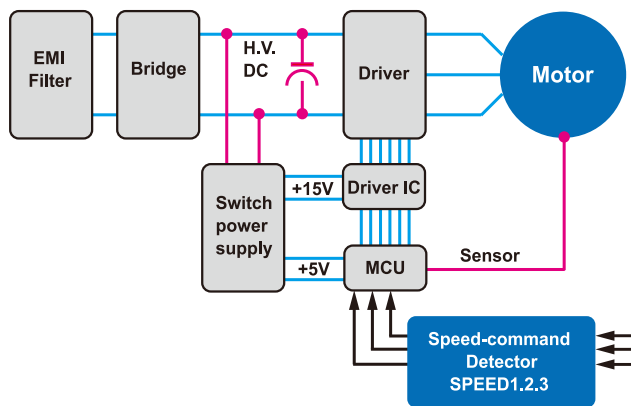 EMI
Filter
Bridge
H.V.
DC
Driver
Motor
Switch
power
supply
+15V
Driver IC
+5V
MCU
Sensor
Speed-command
Detector
SPEED1.2.3